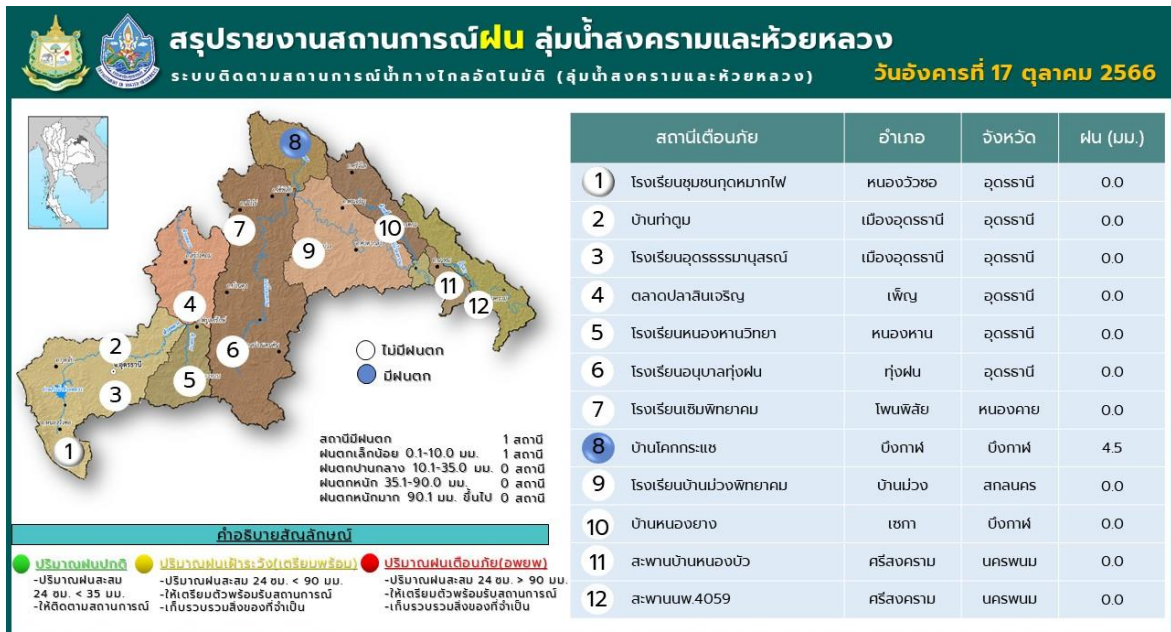 สรุปรายงานสถานการณ์ฝน ลุ่มน้ำสงครามและห้วยหลวง
ระบบติดตามสถานการณ์น้ำทางไกลอัตโนมัติ (ลุ่มน้ำสงครามและห้วยหลวง)
วันอังคารที่ 17 ตุลาคม 2566
สถานีเตือนภัย อำเภอ จังหวัด ฝน (มม.)
1 โรงเรียนชุมชนกุดหมากไฟ หนองวัวซอ อุดรธานี 0.0
2 บ้านท่าตูม เมืองอุดรธานี อุดรธานี 0.0
3 โรงเรียนอุดรธรรมานุสรณ์ เมืองอุดรธานี อุดรธานี 0.0
4 ตลาดปลาสินเจริญ เพ็ญ อุดรธานี 0.0
5 โรงเรียนหนองหานวิทยา หนองหาน อุดรธานี 0.0
6 โรงเรียนอนุบาลทุ่งฝน ทุ่งฝน อุดรธานี 0.0
7 โรงเรียนเซิมพิทยาคม โพนพิสัย หนองคาย 0.0
8 บ้านโคกกระแซ บึงกาฬ บึงกาฬ 4.5
9 โรงเรียนบ้านม่วงพิทยาคม บ้านม่วง สกลนคร 0.0
10 บ้านหนองยาง เซกา บึงกาฬ 0.0
11 สะพานบ้านหนองบัว ศรีสงคราม นครพนม 0.0
12 สะพานนพ.4059 ศรีสงคราม นครพนม 0.0
8
7
10
9
11
12
4
2
6
5
3
1
อุดรธานี
ไม่มีฝนตก
มีฝนตก
สถานีมีฝนตก 1 สถานี
ฝนตกเล็กน้อย 0.1-10.0 มม. 1 สถานี
ฝนตกปานกลาง 10.1-35.0 มม. 0 สถานี
ฝนตกหนัก 35.1-90.0 มม. 0 สถานี
ฝนตกหนักมาก 90.1 มม. ขึ้นไป 0 สถานี
คำอธิบายสัญลักษณ์
ปริมาณฝนปกติ
-ปริมาณฝนสะสม
24 ชม. < 35 มม.
-ให้ติดตามสถานการณ์
ปริมาณฝนเฝ้าระวัง(เตรียมพร้อม)
-ปริมาณฝนสะสม 24 ชม. < 90 มม.
-ให้เตรียมตัวพร้อมรับสถานการณ์
-เก็บรวบรวมสิ่งของที่จำเป็น
ปริมาณฝนเตือนภัย(อพยพ)
-ปริมาณฝนสะสม 24 ชม. > 90 มม.
-ให้เตรียมตัวพร้อมรับสถานการณ์
-เก็บรวบรวมสิ่งของที่จำเป็น